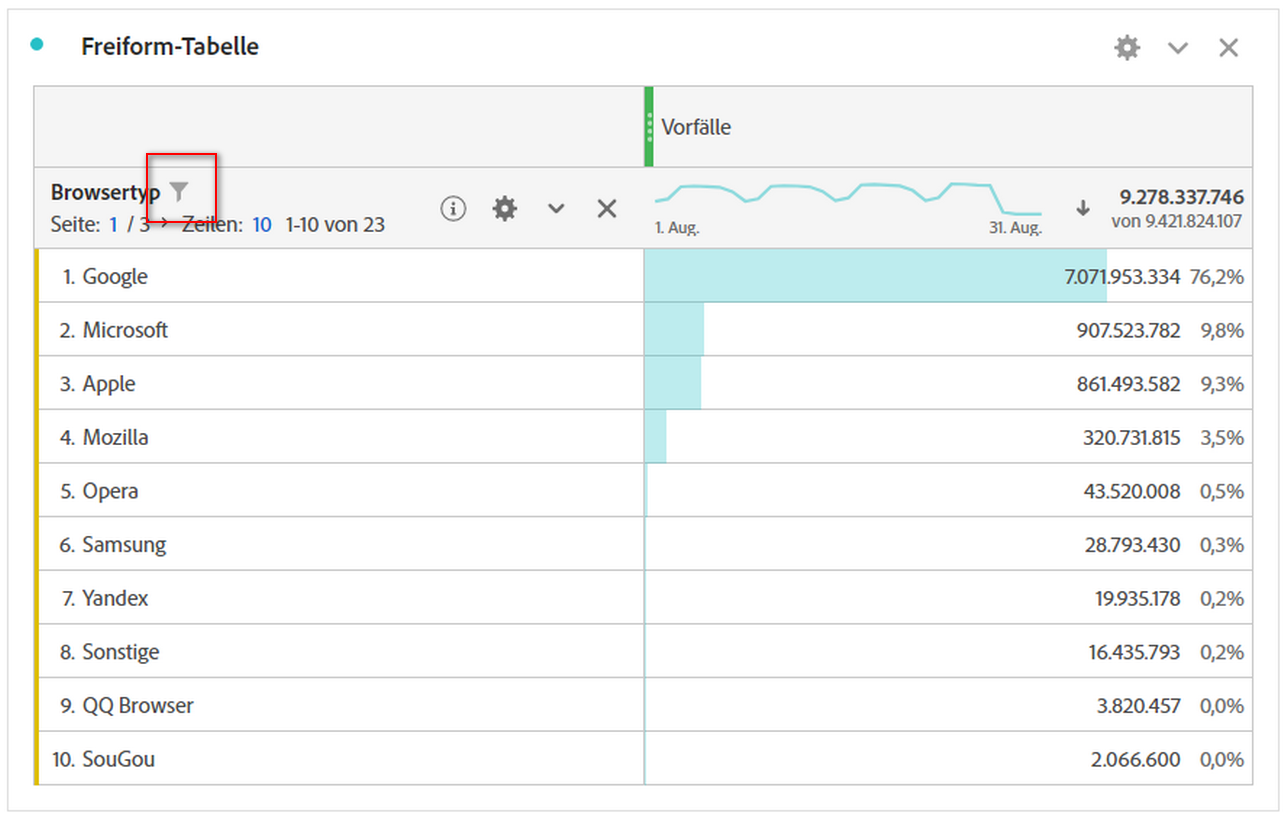 Freiform-Tabelle
Vorfälle
Browsertyp
Seite: 1 / 3 > Zeilen: 10 1-10 von 23
1. Aug. 31. Aug.
9.278.337.746
von 9.421.824.107
1. Google 7.071.953.334 76,2%
2. Microsoft 907.523.782 9,8%
3. Apple 861.493.582 9,3%
4. Mozilla 320.731.815 3,5%
5. Opera 43.520.008 0,5%
6. Samsung 28.793.430 0,3%
7. Yandex 19.935.178 0,2%
8. Sonstige 16.435.793 0,2%
9. QQ Browser 3.820.457 0,0%
10. SouGou 2.066.600 0,0%